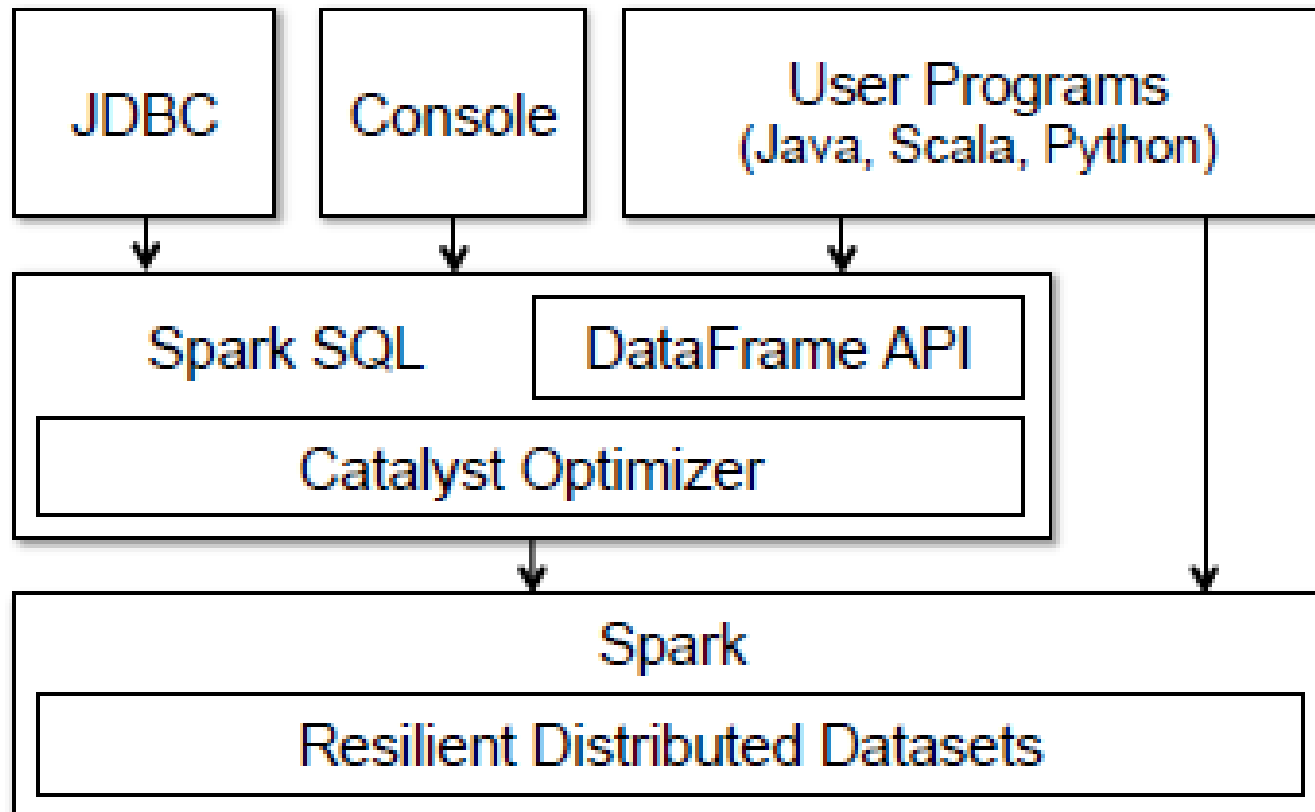 JDBC
Console
User Programs
(Java, Scala, Python)
Spark SQL
DataFrame API
Catalyst Optimizer
Spark
Resilient Distributed Datasets